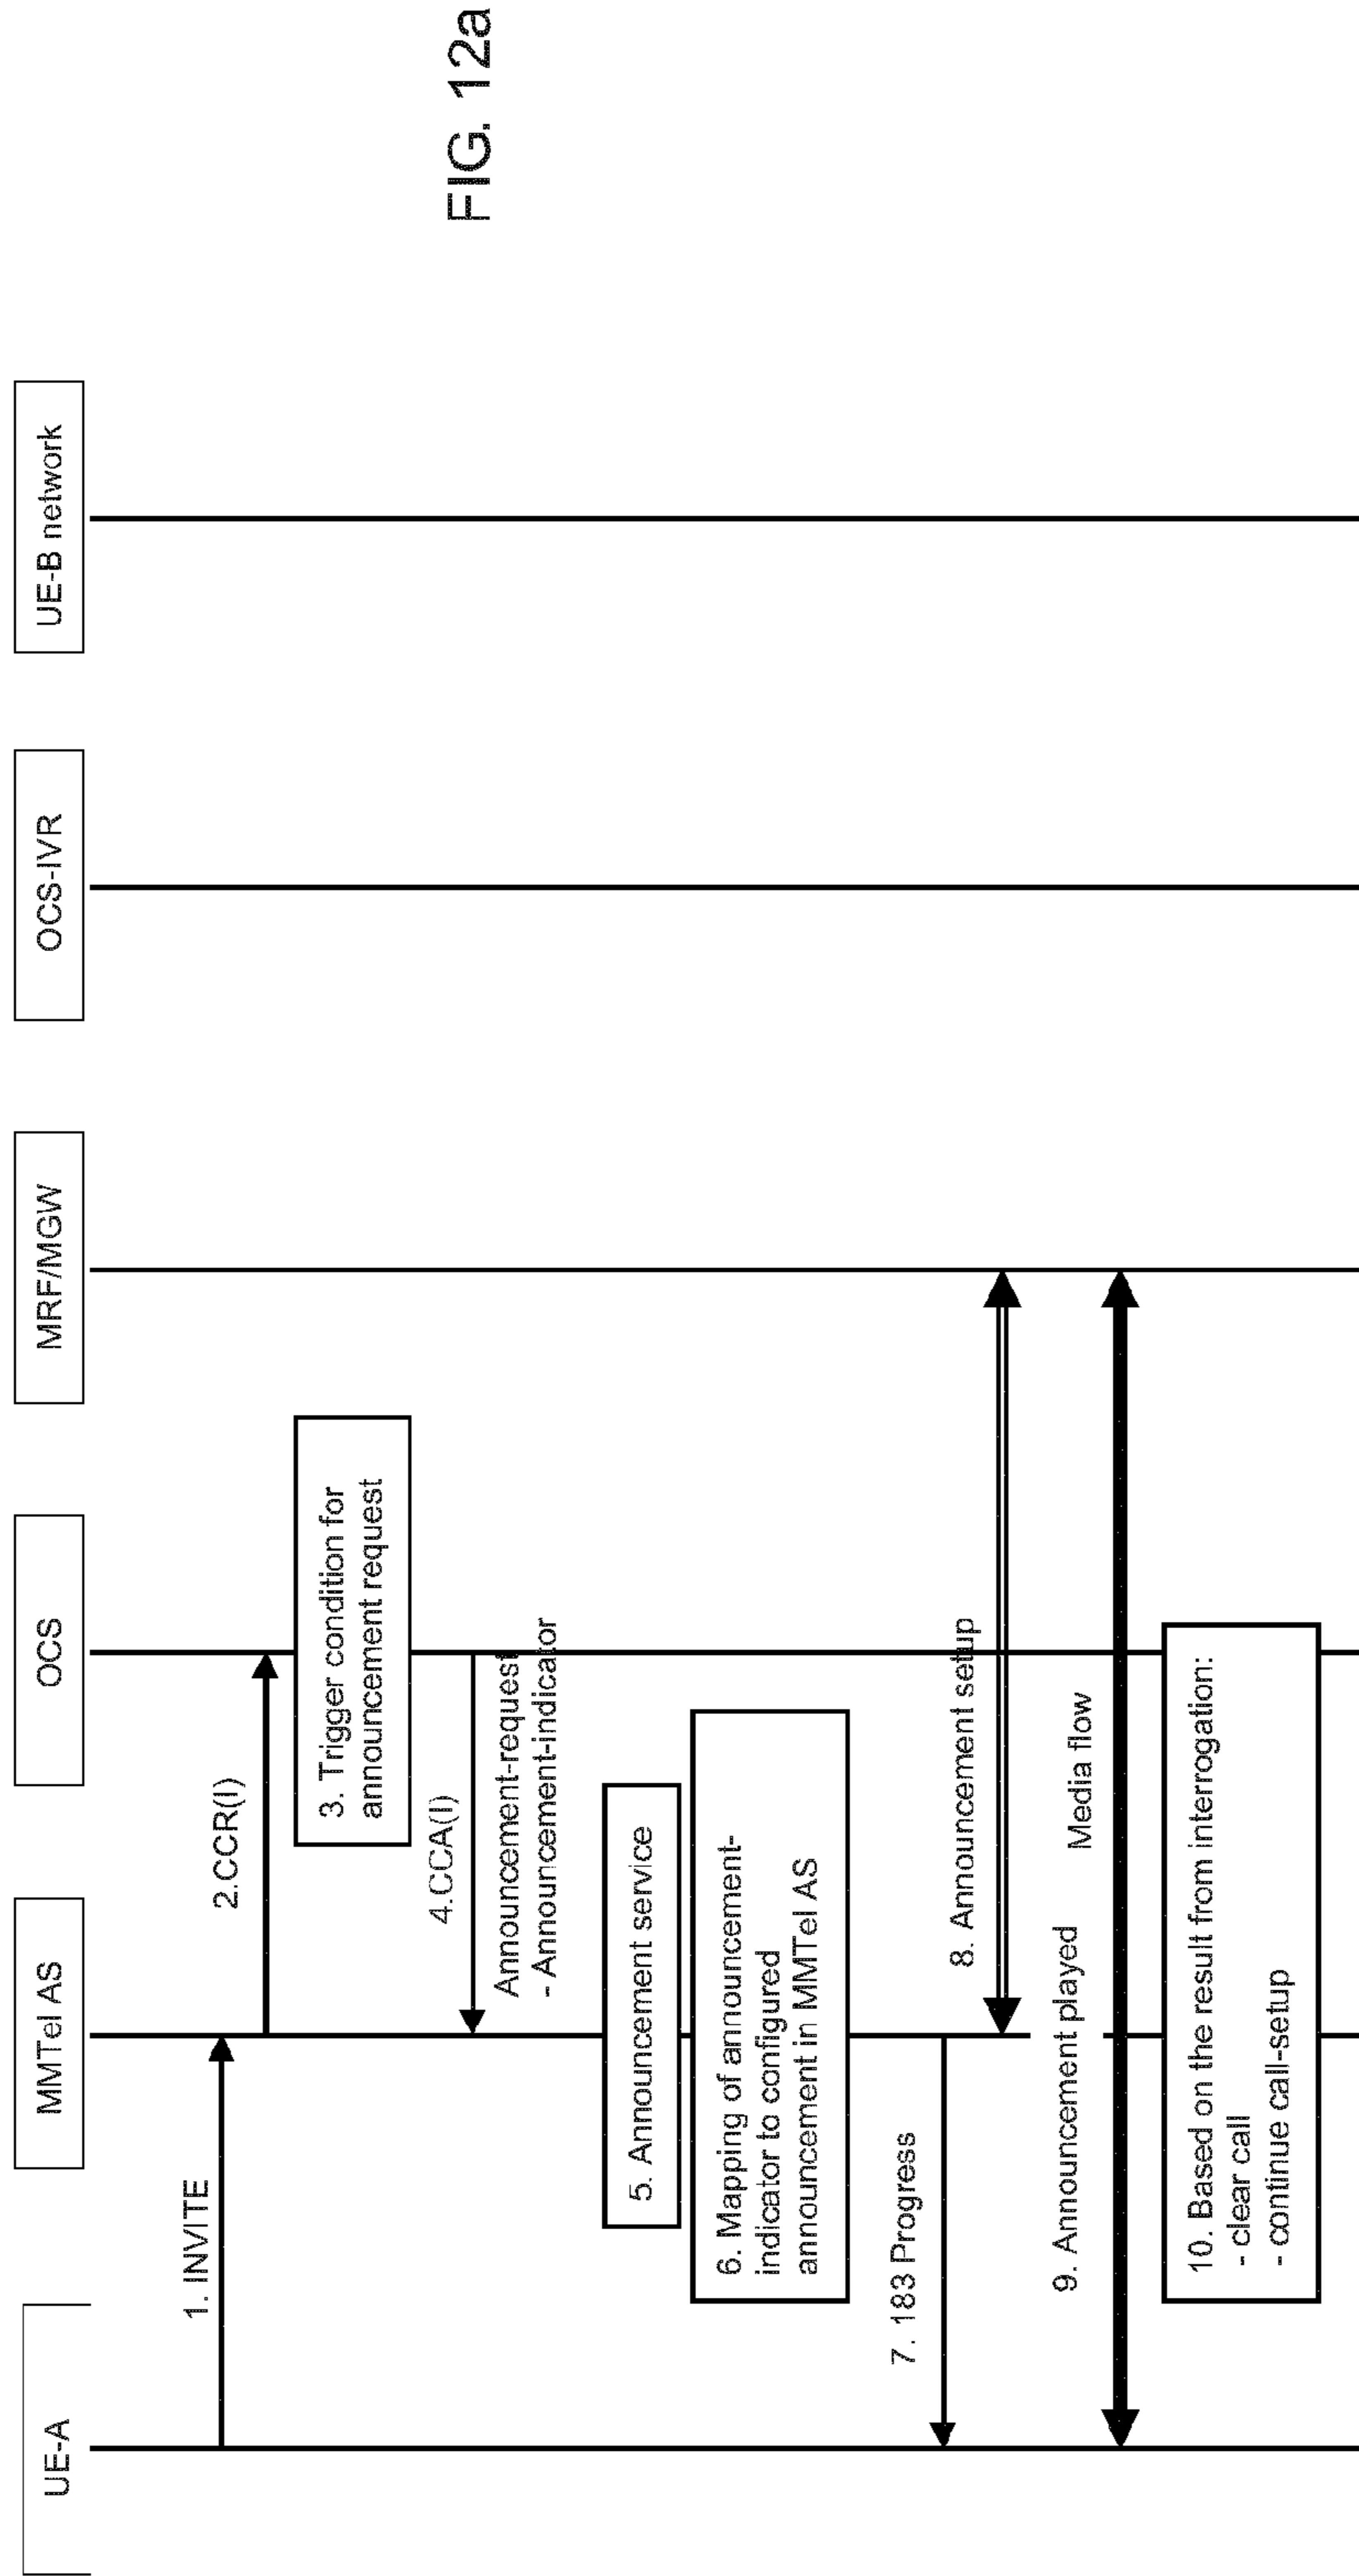 UE-A
MMTel AS
OCS
MRF/MGW
OCS-IVR
UE-B network
1. INVITE
2.CCR(I)
3. Trigger condition for
announcement request
4.CCA(I)
Announcement-request
- Announcement-indicator
5. Announcement service
6. Mapping of announcement-
indicator to configured
announcement in MMTel AS
7. 183 Progress
8. Announcement setup
9. Announcement played
Media flow
10. Based on the result from interrogation:
- clear call
- continue call-setup
FIG. 12a